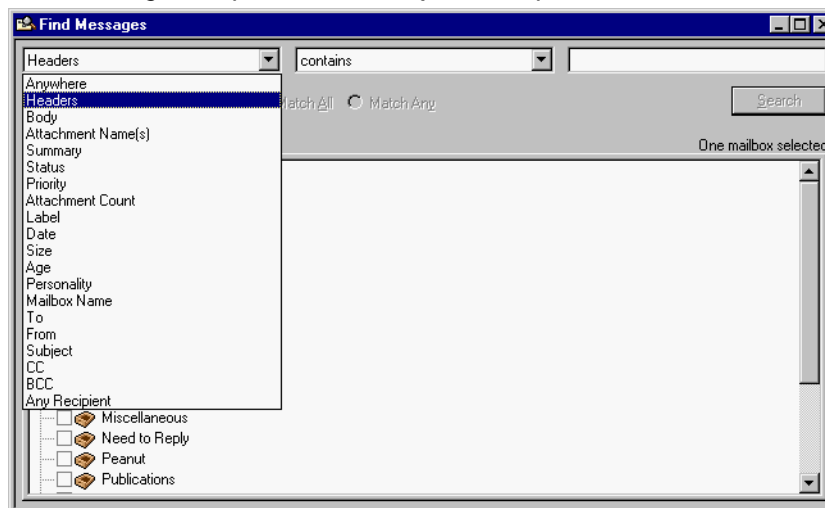 Find Messages
Headers contains
Anywhere
Headers
Match All Match Any Search
Body
Attachment Name(s)
Summary
One mailbox selected
Status
Priority
Attachment Count
Label
Date
Size
Age
Personality
Mailbox Name
To
From
Subject
CC
BCC
Any Recipient
Miscellaneous
Need to Reply
Peanut
Publications